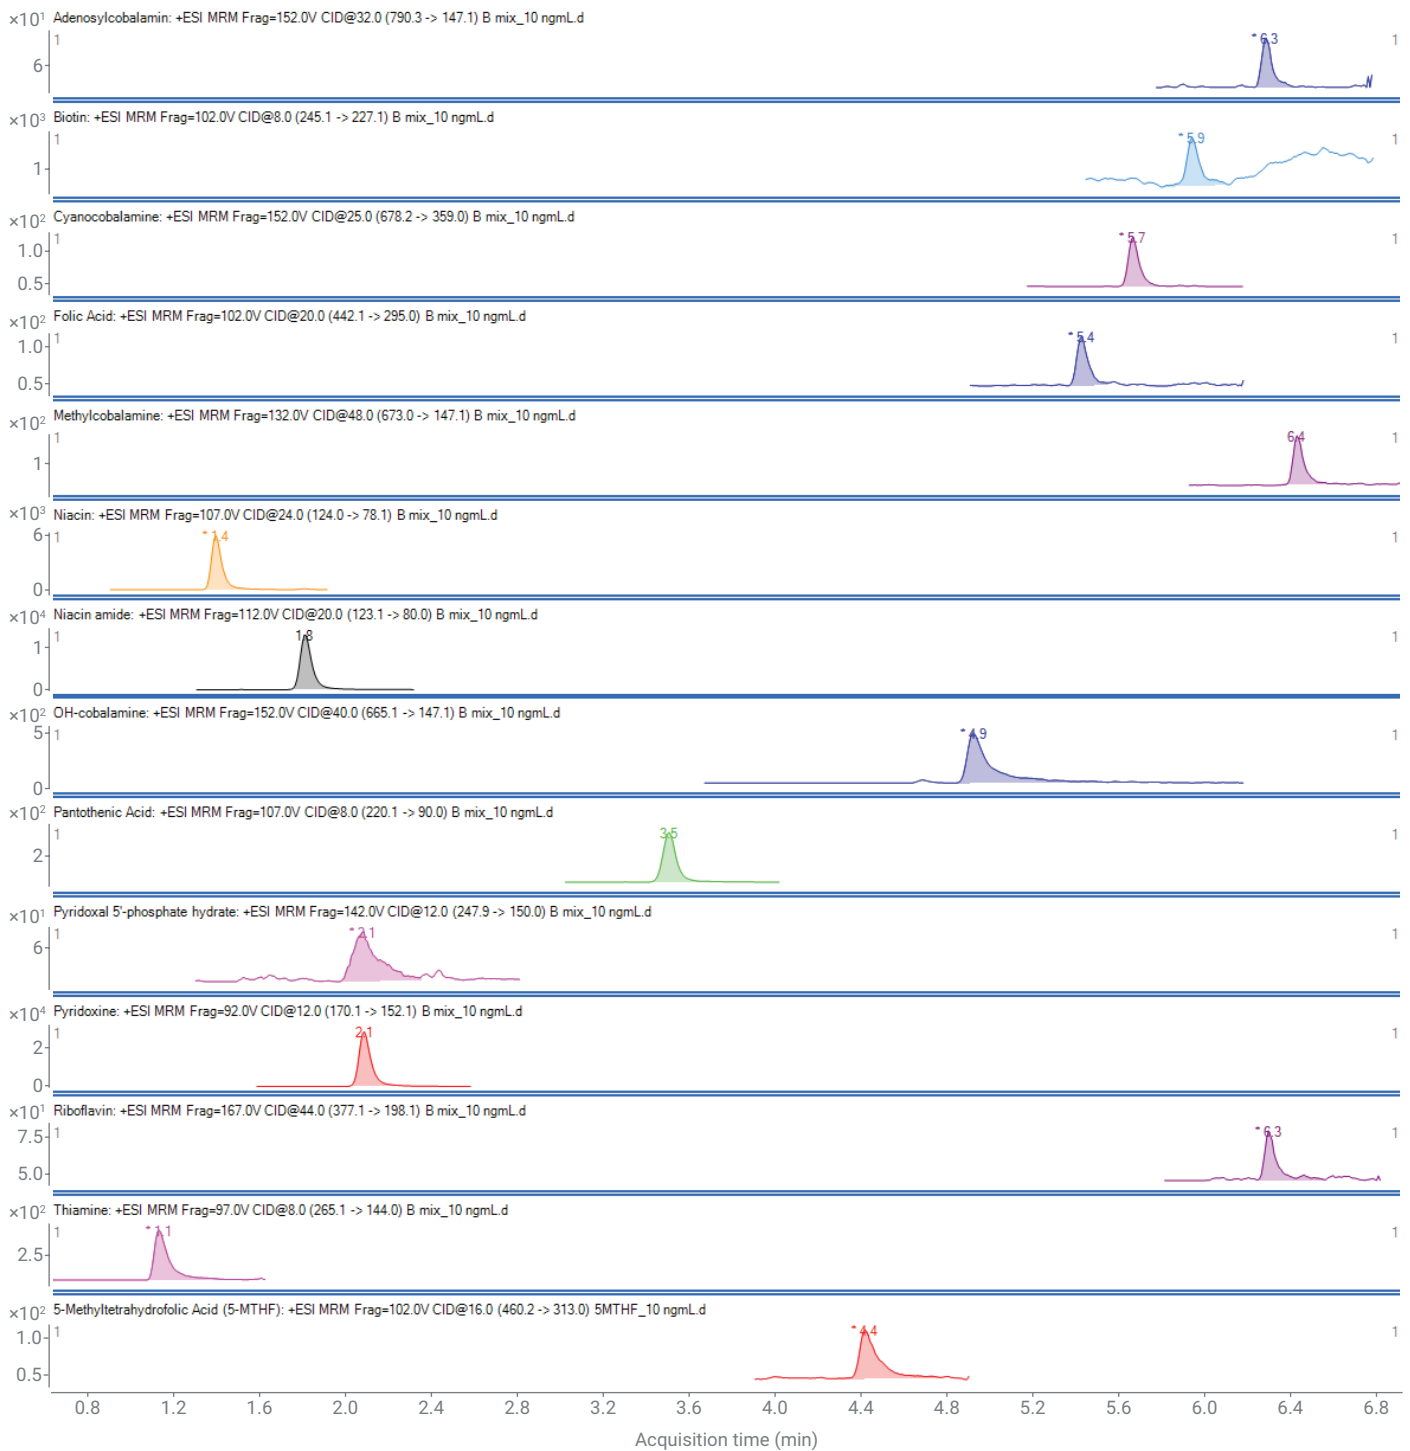 ×10¹ Adenosylcobalamin: +ESI MRM Frag=152.0V CID@32.0 (790.3 -> 147.1) B mix_10 ngmL.d
1 * 6.3 1
6
×10³ Biotin: +ESI MRM Frag=102.0V CID@8.0 (245.1 -> 227.1) B mix_10 ngmL.d
1 * 5.9 1
1
×10² Cyanocobalamine: +ESI MRM Frag=152.0V CID@25.0 (678.2 -> 359.0) B mix_10 ngmL.d
1 * 5.7 1
1.0
0.5
×10² Folic Acid: +ESI MRM Frag=102.0V CID@20.0 (442.1 -> 295.0) B mix_10 ngmL.d
1 * 5.4 1
1.0
0.5
×10² Methylcobalamine: +ESI MRM Frag=132.0V CID@48.0 (673.0 -> 147.1) B mix_10 ngmL.d
1 6.4 1
1
×10³ Niacin: +ESI MRM Frag=107.0V CID@24.0 (124.0 -> 78.1) B mix_10 ngmL.d
6 1 * 1.4 1
0
×10⁴ Niacin amide: +ESI MRM Frag=112.0V CID@20.0 (123.1 -> 80.0) B mix_10 ngmL.d
1 1.8 1
1
0
×10² OH-cobalamine: +ESI MRM Frag=152.0V CID@40.0 (665.1 -> 147.1) B mix_10 ngmL.d
5 1 * 4.9 1
0
×10² Pantothenic Acid: +ESI MRM Frag=107.0V CID@8.0 (220.1 -> 90.0) B mix_10 ngmL.d
1 3.5 1
2
×10¹ Pyridoxal 5'-phosphate hydrate: +ESI MRM Frag=142.0V CID@12.0 (247.9 -> 150.0) B mix_10 ngmL.d
1 * 2.1 1
6
×10⁴ Pyridoxine: +ESI MRM Frag=92.0V CID@12.0 (170.1 -> 152.1) B mix_10 ngmL.d
1 2.1 1
2
0
×10¹ Riboflavin: +ESI MRM Frag=167.0V CID@44.0 (377.1 -> 198.1) B mix_10 ngmL.d
7.5 1 * 6.3 1
5.0
×10² Thiamine: +ESI MRM Frag=97.0V CID@8.0 (265.1 -> 144.0) B mix_10 ngmL.d
1 * 1.1 1
2.5
×10² 5-Methyltetrahydrofolic Acid (5-MTHF): +ESI MRM Frag=102.0V CID@16.0 (460.2 -> 313.0) 5MTHF_10 ngmL.d
1.0 1 * 4.4 1
0.5
0.8 1.2 1.6 2.0 2.4 2.8 3.2 3.6 4.0 4.4 4.8 5.2 5.6 6.0 6.4 6.8
Acquisition time (min)